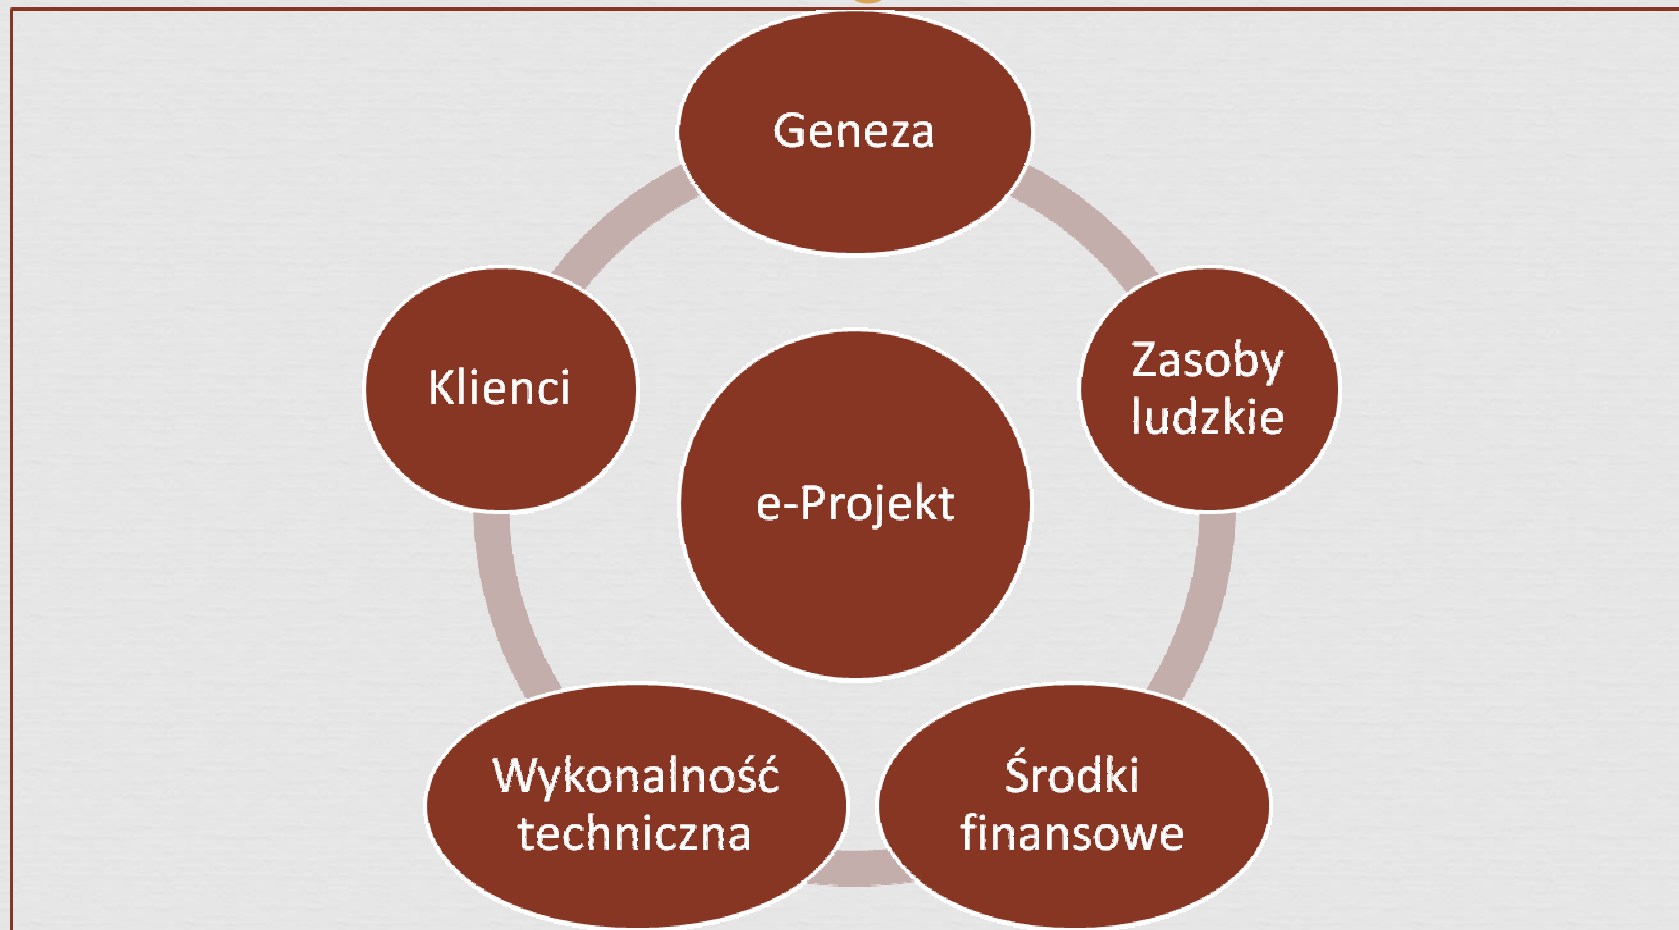 Geneza
Zasoby
ludzkie
Środki
finansowe
Wykonalność
techniczna
Klienci
e-Projekt